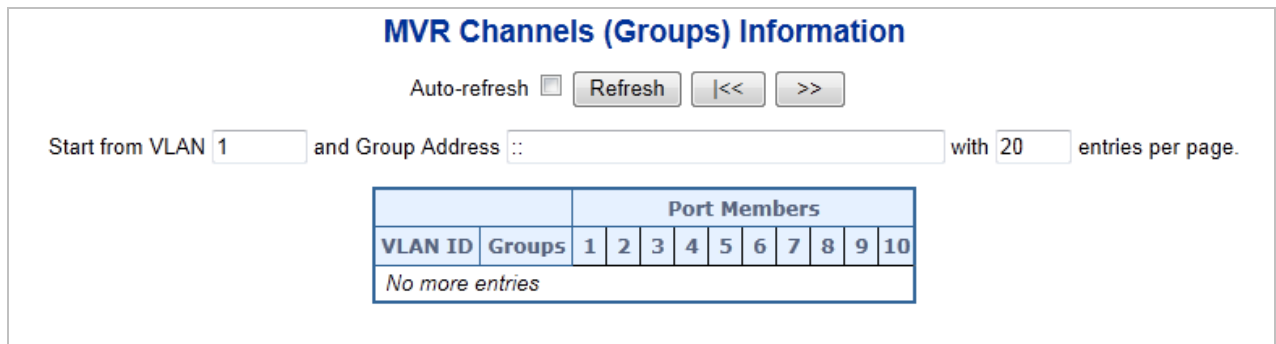 MVR Channels (Groups) Information
Auto-refresh Refresh |<< >>
Start from VLAN 1 and Group Address :: with 20 entries per page.
Port Members
VLAN ID Groups 1 2 3 4 5 6 7 8 9 10
No more entries